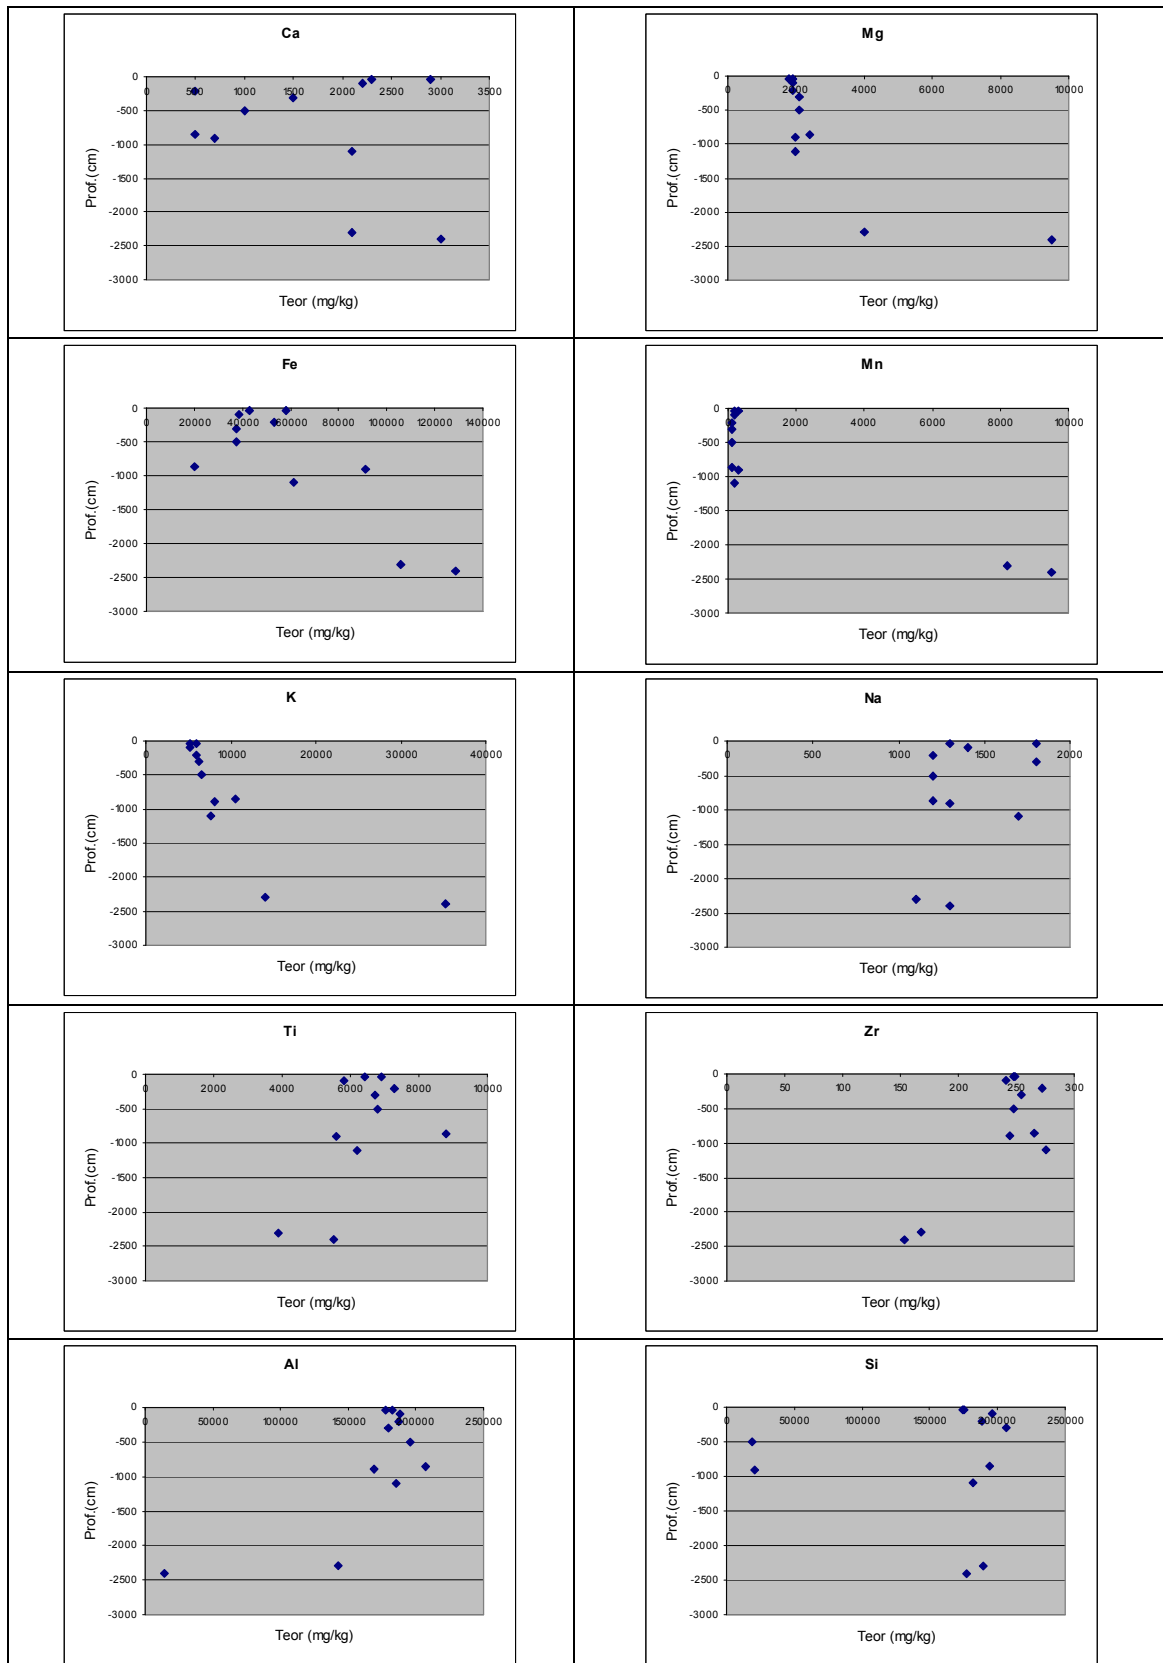 Ca
0
0 500 1000 1500 2000 2500 3000 3500
-500
-1000
-1500
-2000
-2500
-3000
Prof.(cm)
Teor (mg/kg)
Mg
0
0 2000 4000 6000 8000 10000
-500
-1000
-1500
-2000
-2500
-3000
Prof.(cm)
Teor (mg/kg)
Fe
0
0 20000 40000 60000 80000 100000 120000 140000
-500
-1000
-1500
-2000
-2500
-3000
Prof.(cm)
Teor (mg/kg)
Mn
0
0 2000 4000 6000 8000 10000
-500
-1000
-1500
-2000
-2500
-3000
Prof.(cm)
Teor (mg/kg)
K
0
0 10000 20000 30000 40000
-500
-1000
-1500
-2000
-2500
-3000
Prof.(cm)
Teor (mg/kg)
Na
0
0 500 1000 1500 2000
-500
-1000
-1500
-2000
-2500
-3000
Prof.(cm)
Teor (mg/kg)
Ti
0
0 2000 4000 6000 8000 10000
-500
-1000
-1500
-2000
-2500
-3000
Prof.(cm)
Teor (mg/kg)
Zr
0
0 50 100 150 200 250 300
-500
-1000
-1500
-2000
-2500
-3000
Prof.(cm)
Teor (mg/kg)
Al
0
0 50000 100000 150000 200000 250000
-500
-1000
-1500
-2000
-2500
-3000
Prof.(cm)
Teor (mg/kg)
Si
0
0 50000 100000 150000 200000 250000
-500
-1000
-1500
-2000
-2500
-3000
Prof.(cm)
Teor (mg/kg)